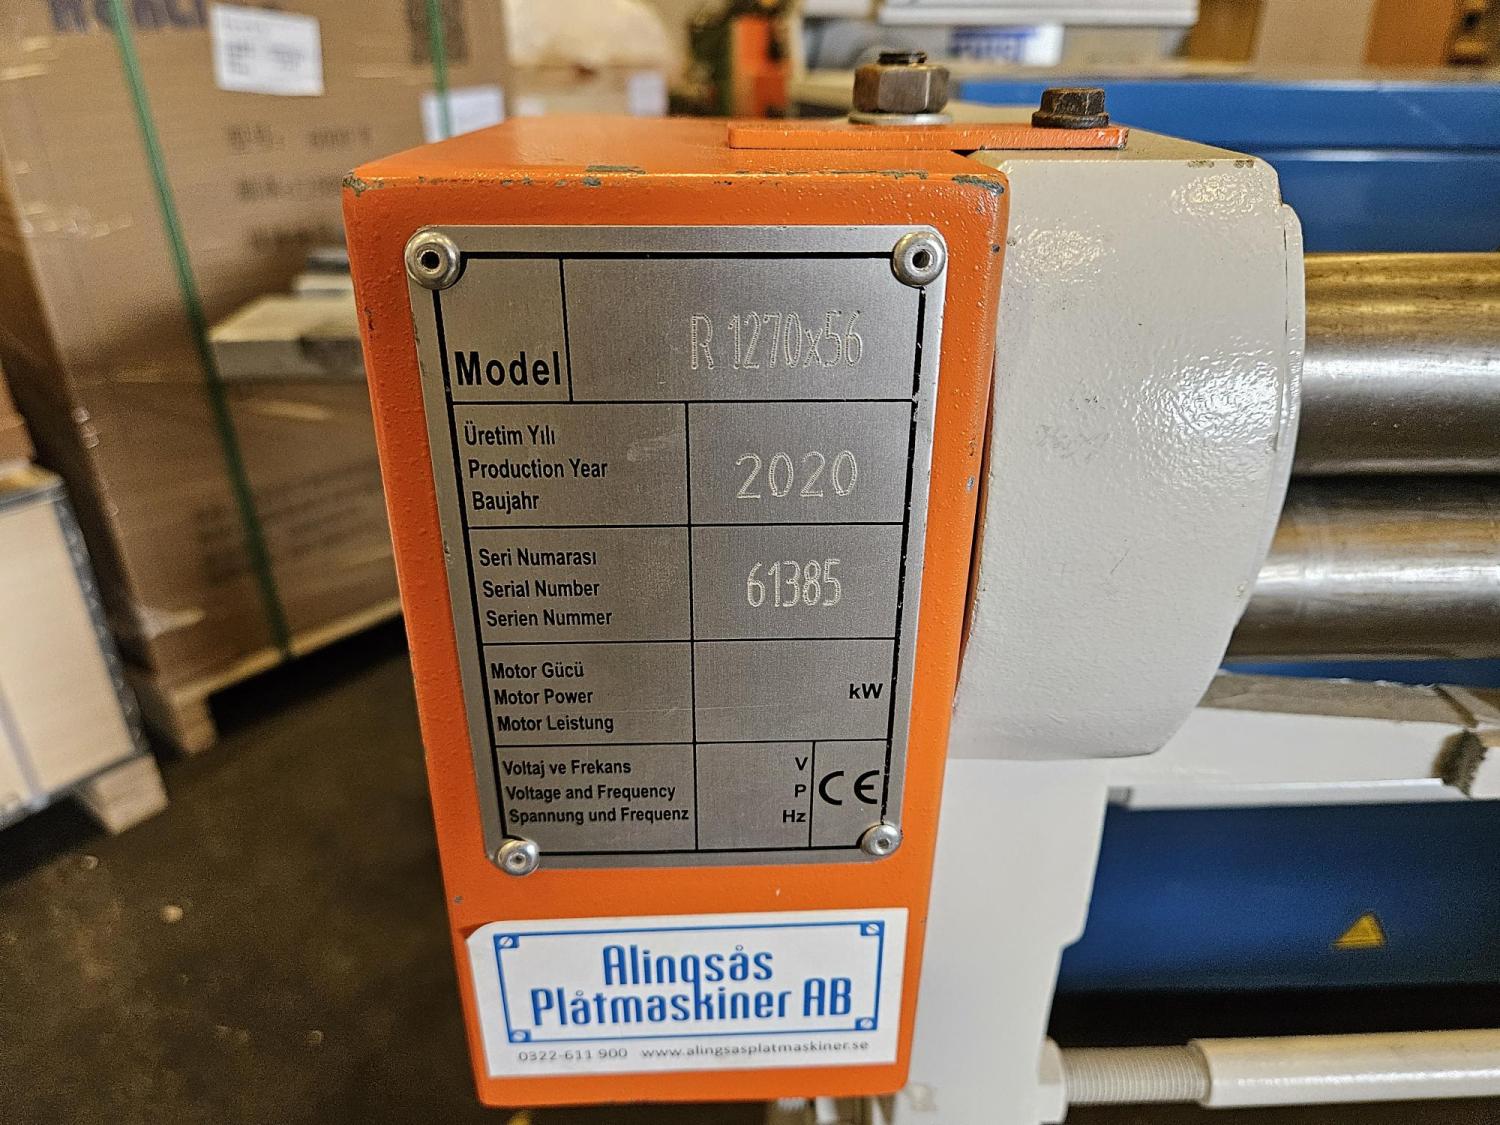 Model
R 1270x56
Üretim Yılı
Production Year
Baujahr
2020
Seri Numarası
Serial Number
Serien Nummer
61385
Motor Gücü
Motor Power
Motor Leistung
kW
Voltaj ve Frekans
Voltage and Frequency
Spannung und Frequenz
V
P
Hz
CE
Alingsås
Plåtmaskiner AB
0322-611 900 www.alingsasplatmaskiner.se